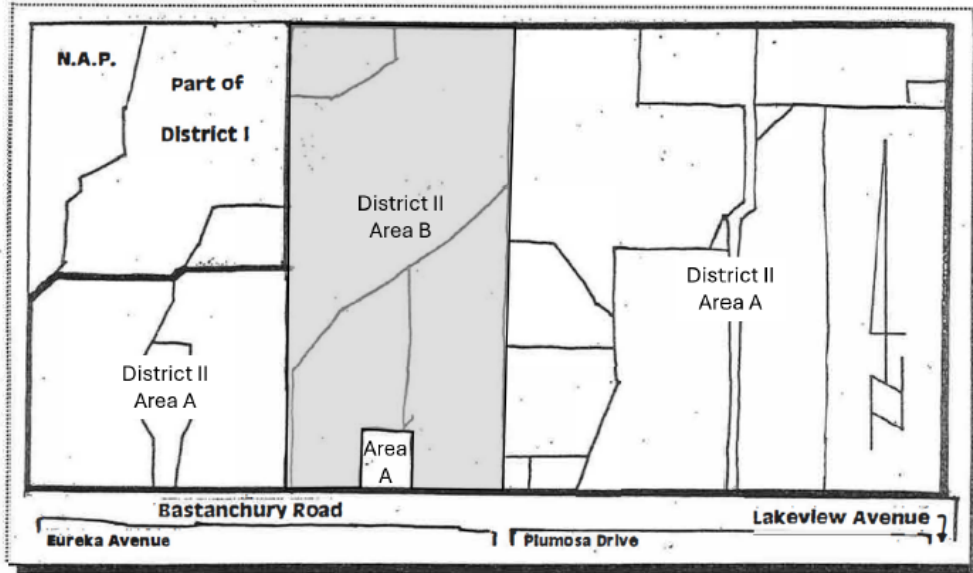 N.A.P.
Part of
District I
District II
Area B
District II
Area A
District II
Area A
Area
A
Bastanchury Road
Lakeview Avenue
Eureka Avenue
Plumosa Drive